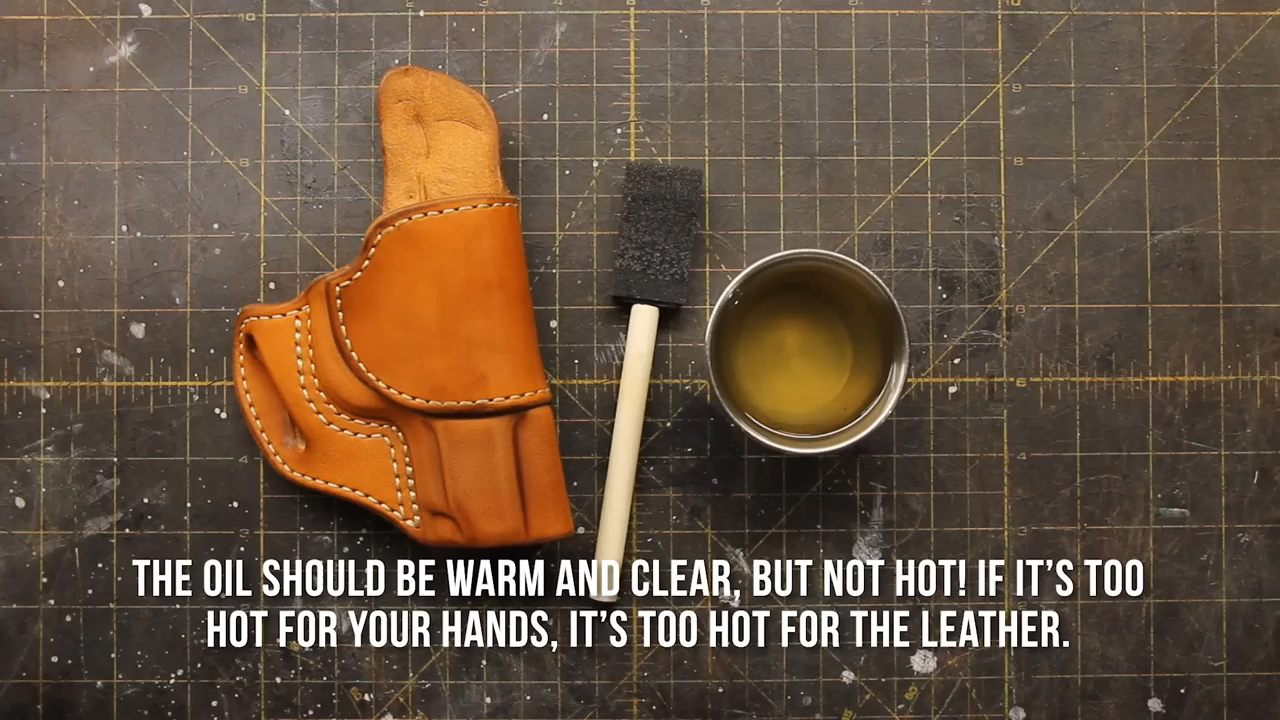 THE OIL SHOULD BE WARM AND CLEAR, BUT NOT HOT! IF IT'S TOO
HOT FOR YOUR HANDS, IT'S TOO HOT FOR THE LEATHER.